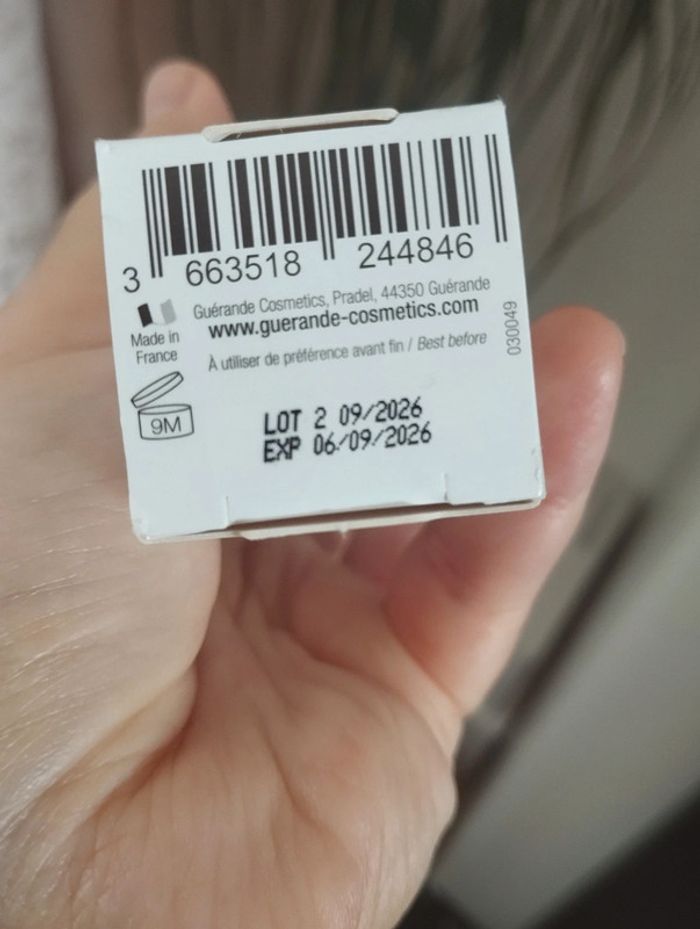 3 663518 244846
Guérande Cosmetics, Pradel, 44350 Guérande
www.guerande-cosmetics.com
Made in
France
À utiliser de préférence avant fin / Best before
030049
9M
LOT 2 09/2026
EXP 06/09/2026